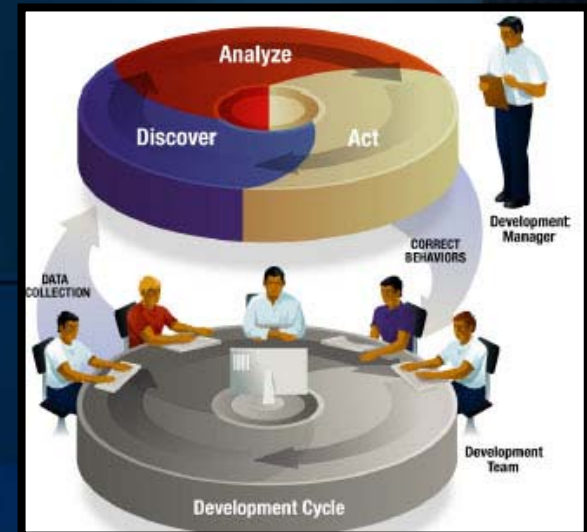 Analyze
Discover
Act
Development
Manager
DATA
COLLECTION
CORRECT
BEHAVIORS
Development
Team
Development Cycle